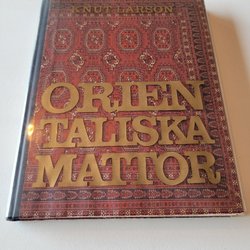 KNUT LARSON
ORIEN
TALISKA
MATTOR